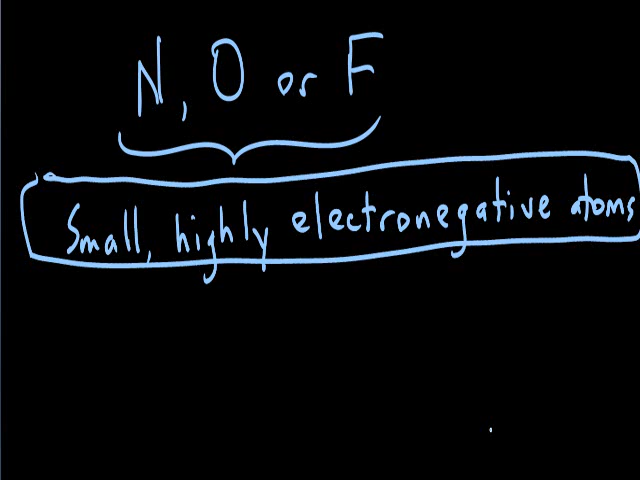 N, O or F
Small, highly electronegative atoms